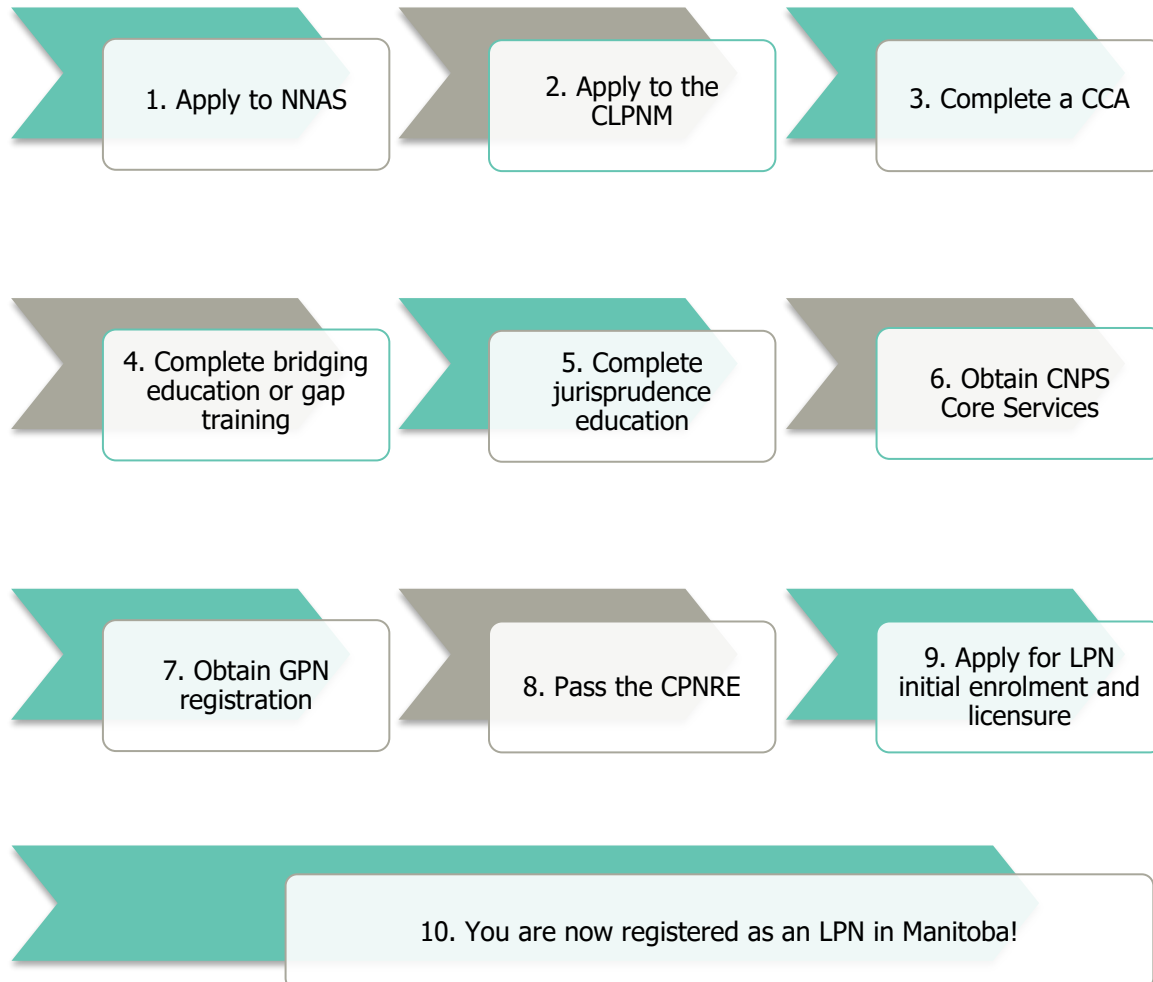 1. Apply to NNAS
2. Apply to the
CLPNM
3. Complete a CCA
4. Complete bridging
education or gap
training
5. Complete
jurisprudence
education
6. Obtain CNPS
Core Services
7. Obtain GPN
registration
8. Pass the CPNRE
9. Apply for LPN
initial enrolment and
licensure
10. You are now registered as an LPN in Manitoba!